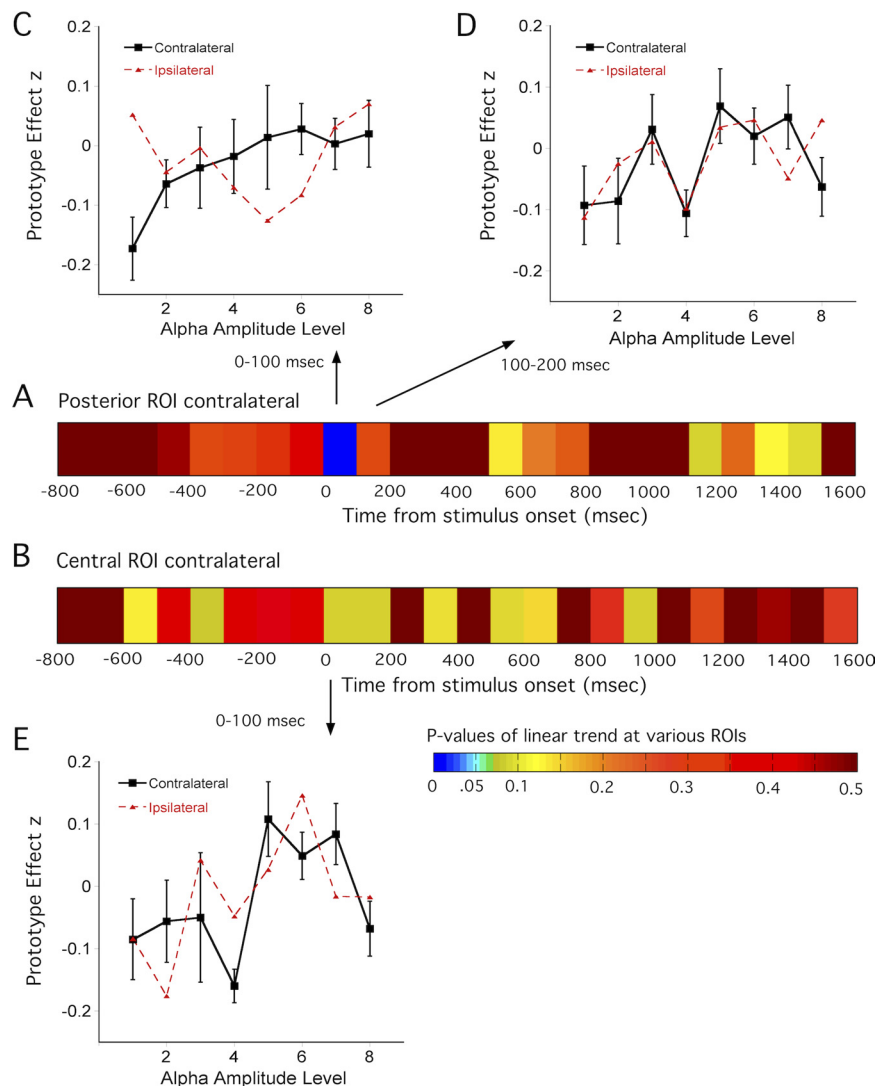 C
Contralateral
Ipsilateral
Prototype Effect z
0.2
0.1
0
-0.1
-0.2
2 4 6 8
Alpha Amplitude Level
0-100 msec
D
Contralateral
Ipsilateral
Prototype Effect z
0.2
0.1
0
-0.1
-0.2
2 4 6 8
Alpha Amplitude Level
100-200 msec
A
Posterior ROI contralateral
-800 -600 -400 -200 0 200 400 600 800 1000 1200 1400 1600
Time from stimulus onset (msec)
B
Central ROI contralateral
-800 -600 -400 -200 0 200 400 600 800 1000 1200 1400 1600
Time from stimulus onset (msec)
0-100 msec
P-values of linear trend at various ROIs
0 .05 0.1 0.2 0.3 0.4 0.5
E
Contralateral
Ipsilateral
Prototype Effect z
0.2
0.1
0
-0.1
-0.2
2 4 6 8
Alpha Amplitude Level